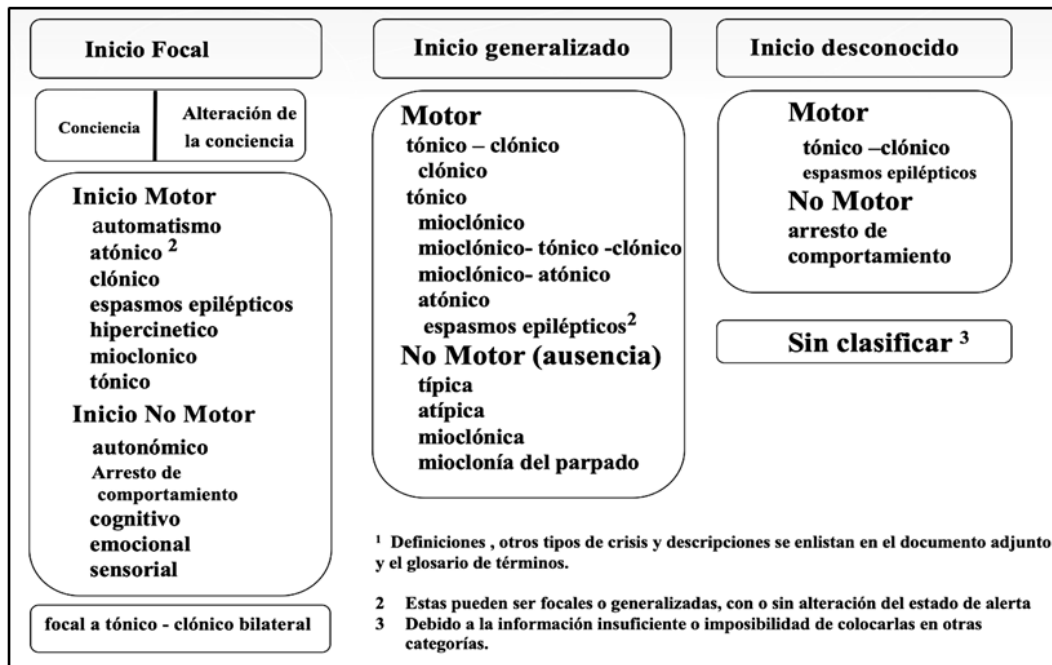 Inicio Focal
Conciencia
Alteración de
la conciencia
Inicio Motor
automatismo
atónico ²
clónico
espasmos epilépticos
hipercinetico
mioclonico
tónico
Inicio No Motor
autonómico
Arresto de
comportamiento
cognitivo
emocional
sensorial
focal a tónico - clónico bilateral
Inicio generalizado
Motor
tónico – clónico
clónico
tónico
mioclónico
mioclónico- tónico -clónico
mioclónico- atónico
atónico
espasmos epilépticos²
No Motor (ausencia)
típica
atípica
mioclónica
mioclonía del parpado
Inicio desconocido
Motor
tónico –clónico
espasmos epilépticos
No Motor
arresto de
comportamiento
Sin clasificar ³
¹ Definiciones , otros tipos de crisis y descripciones se enlistan en el documento adjunto
y el glosario de términos.
2 Estas pueden ser focales o generalizadas, con o sin alteración del estado de alerta
3 Debido a la información insuficiente o imposibilidad de colocarlas en otras
categorías.